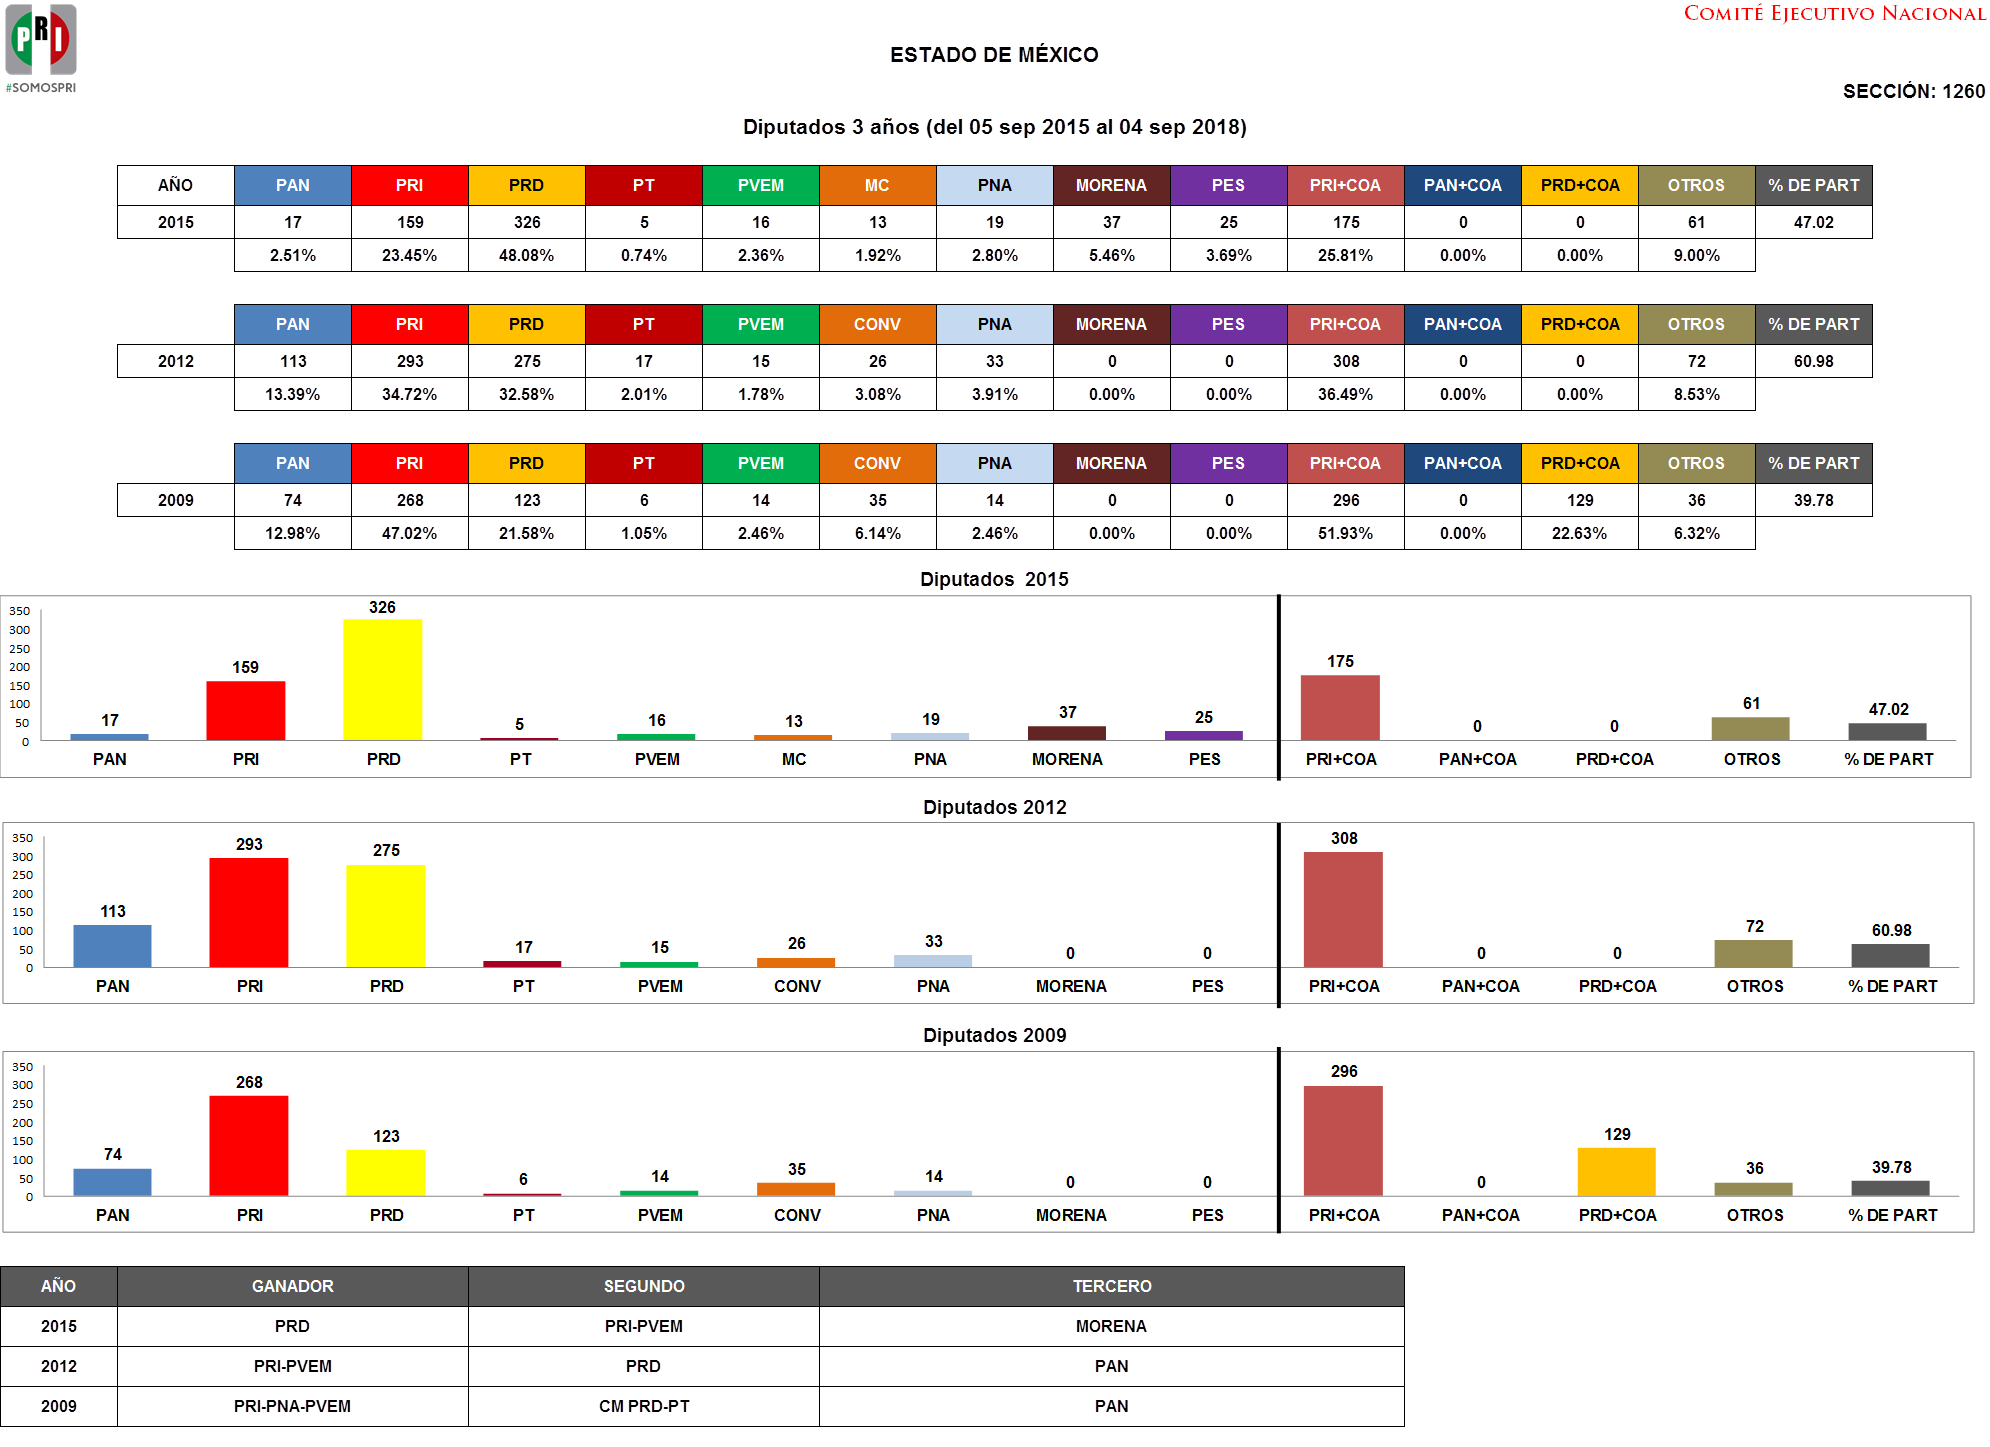 PRI
#SOMOSPRI
COMITÉ EJECUTIVO NACIONAL
ESTADO DE MÉXICO
SECCIÓN: 1260
Diputados 3 años (del 05 sep 2015 al 04 sep 2018)
AÑO PAN PRI PRD PT PVEM MC PNA MORENA PES PRI+COA PAN+COA PRD+COA OTROS % DE PART
2015 17 159 326 5 16 13 19 37 25 175 0 0 61 47.02
2.51% 23.45% 48.08% 0.74% 2.36% 1.92% 2.80% 5.46% 3.69% 25.81% 0.00% 0.00% 9.00%
PAN PRI PRD PT PVEM CONV PNA MORENA PES PRI+COA PAN+COA PRD+COA OTROS % DE PART
2012 113 293 275 17 15 26 33 0 0 308 0 0 72 60.98
13.39% 34.72% 32.58% 2.01% 1.78% 3.08% 3.91% 0.00% 0.00% 36.49% 0.00% 0.00% 8.53%
PAN PRI PRD PT PVEM CONV PNA MORENA PES PRI+COA PAN+COA PRD+COA OTROS % DE PART
2009 74 268 123 6 14 35 14 0 0 296 0 129 36 39.78
12.98% 47.02% 21.58% 1.05% 2.46% 6.14% 2.46% 0.00% 0.00% 51.93% 0.00% 22.63% 6.32%
Diputados 2015
350
300
250
200
150
100
50
0
17 159 326 5 16 13 19 37 25 175 0 0 61 47.02
PAN PRI PRD PT PVEM MC PNA MORENA PES PRI+COA PAN+COA PRD+COA OTROS % DE PART
Diputados 2012
350
300
250
200
150
100
50
0
113 293 275 17 15 26 33 0 0 308 0 0 72 60.98
PAN PRI PRD PT PVEM CONV PNA MORENA PES PRI+COA PAN+COA PRD+COA OTROS % DE PART
Diputados 2009
350
300
250
200
150
100
50
0
74 268 123 6 14 35 14 0 0 296 0 129 36 39.78
PAN PRI PRD PT PVEM CONV PNA MORENA PES PRI+COA PAN+COA PRD+COA OTROS % DE PART
AÑO GANADOR SEGUNDO TERCERO
2015 PRD PRI-PVEM MORENA
2012 PRI-PVEM PRD PAN
2009 PRI-PNA-PVEM CM PRD-PT PAN